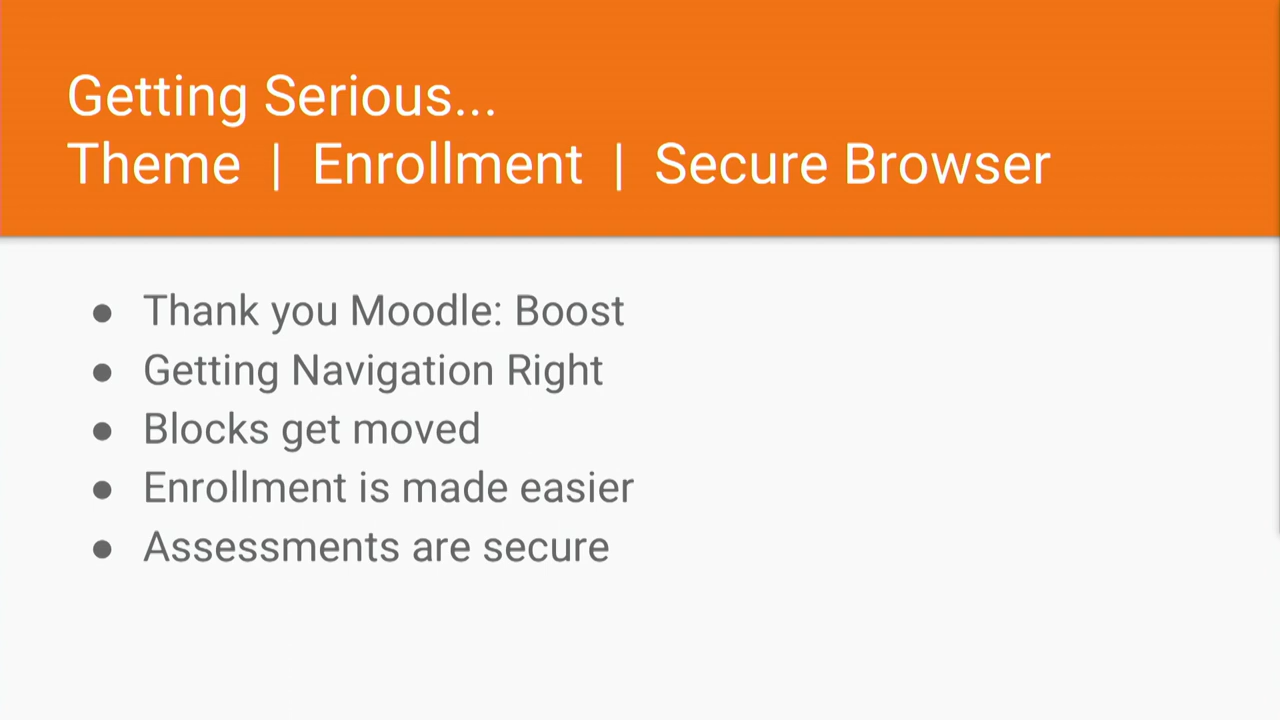 Getting Serious...
Theme | Enrollment | Secure Browser
● Thank you Moodle: Boost
● Getting Navigation Right
● Blocks get moved
● Enrollment is made easier
● Assessments are secure